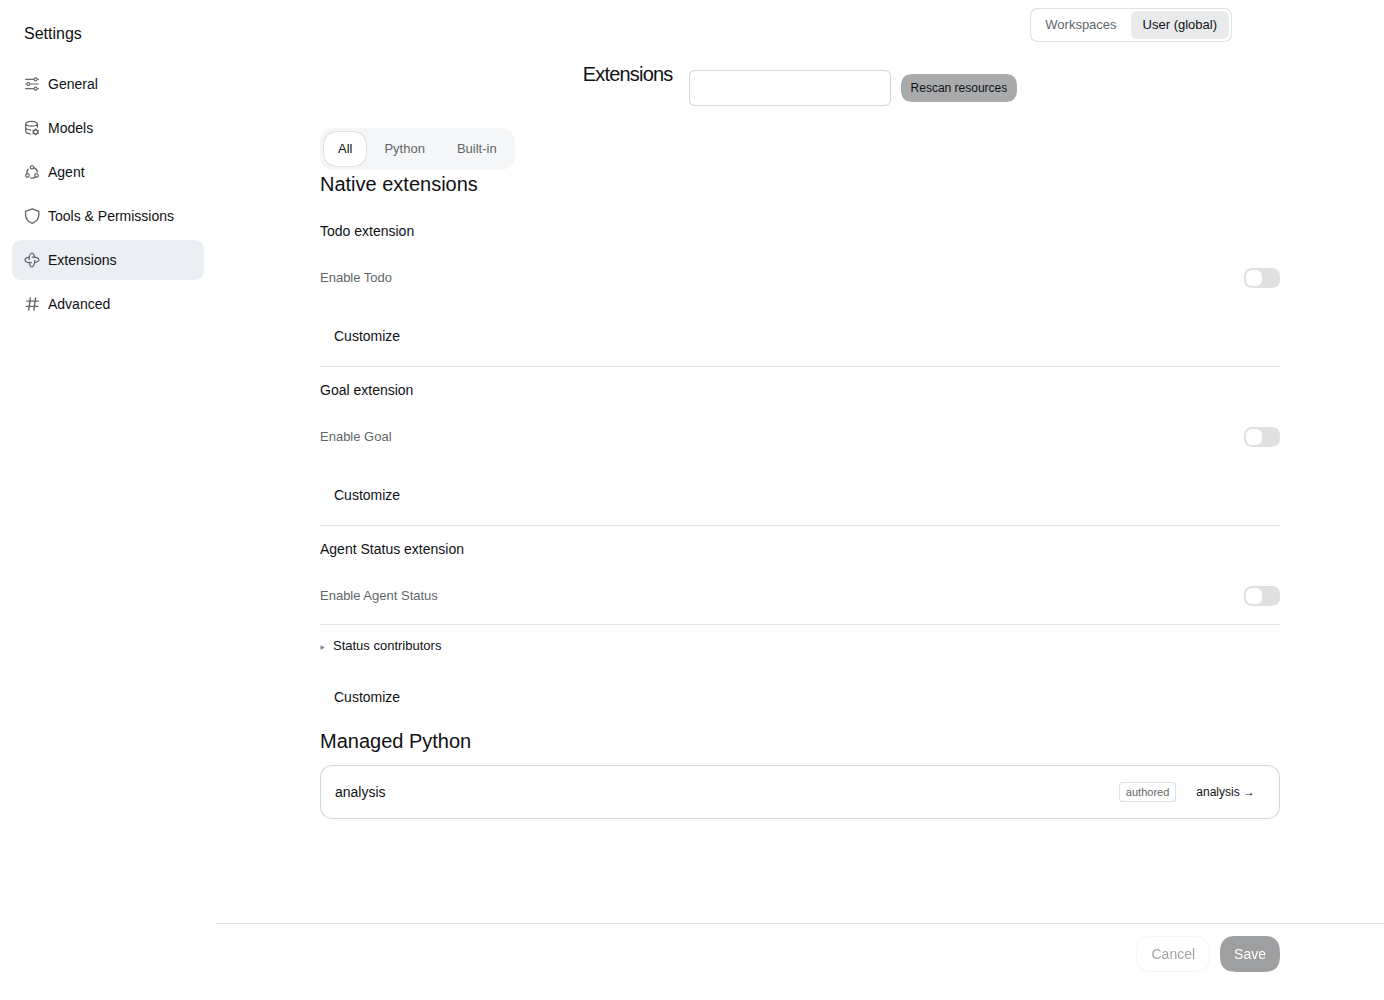 Settings
Workspaces
User (global)
General
Models
Agent
Tools & Permissions
Extensions
Advanced
Extensions
Rescan resources
All
Python
Built-in
Native extensions
Todo extension
Enable Todo
Customize
Goal extension
Enable Goal
Customize
Agent Status extension
Enable Agent Status
Status contributors
Customize
Managed Python
analysis
authored
analysis →
Cancel
Save